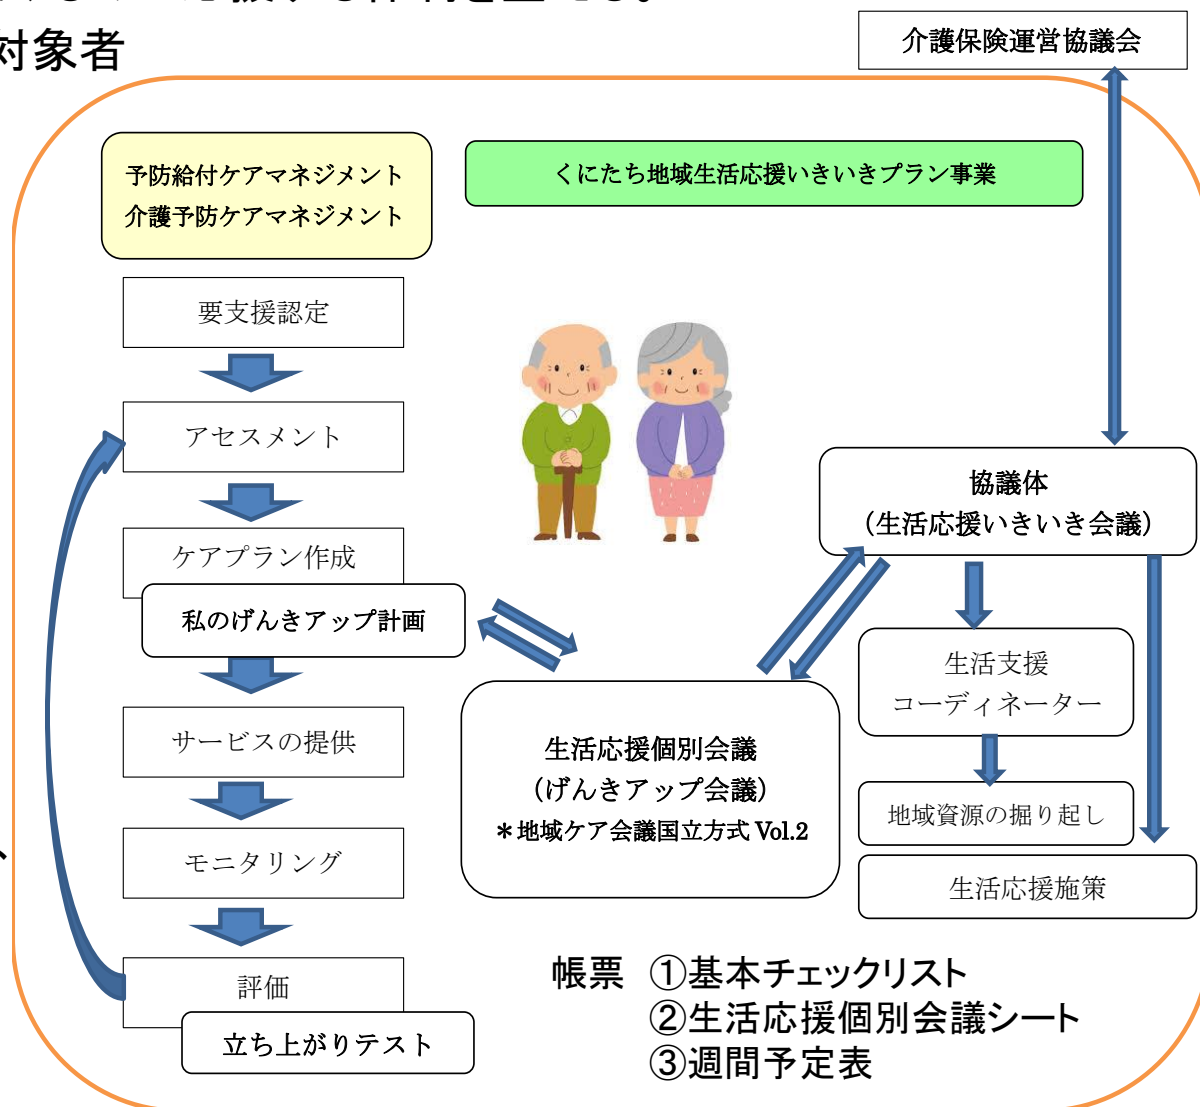 対象者
介護保険運営協議会
予防給付ケアマネジメント
介護予防ケアマネジメント
くにたち地域生活応援いきいきプラン事業
要支援認定
アセスメント
ケアプラン作成
私のげんきアップ計画
サービスの提供
モニタリング
評価
立ち上がりテスト
生活応援個別会議
(げんきアップ会議)
＊地域ケア会議国立方式 Vol.2
協議体
(生活応援いきいき会議)
生活支援
コーディネーター
地域資源の掘り起し
生活応援施策
帳票 ①基本チェックリスト
②生活応援個別会議シート
③週間予定表